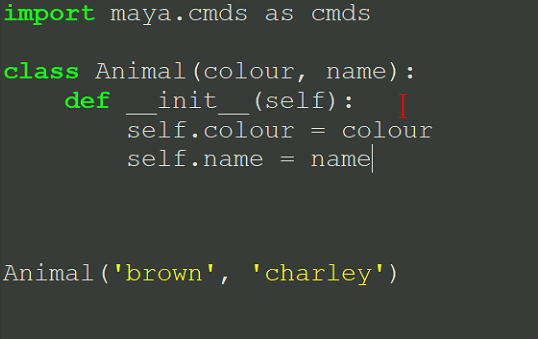 import maya.cmds as cmds
class Animal(colour, name):
    def __init__(self):
        self.colour = colour
        self.name = name
Animal('brown', 'charley')